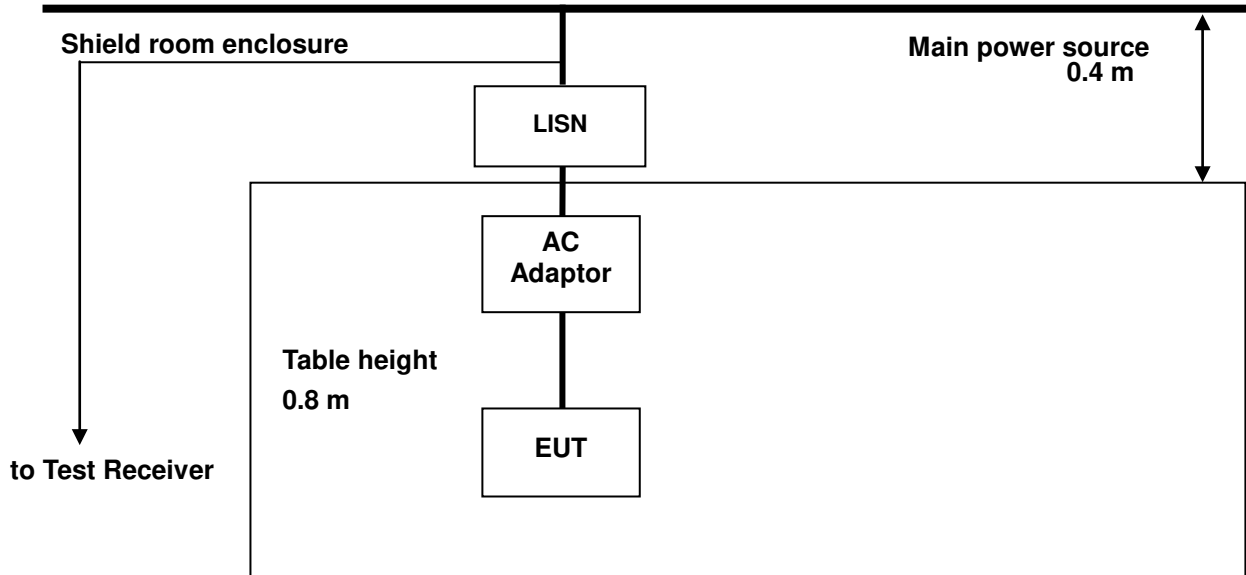 Shield room enclosure
Main power source
0.4 m
LISN
AC
Adaptor
Table height
0.8 m
EUT
to Test Receiver